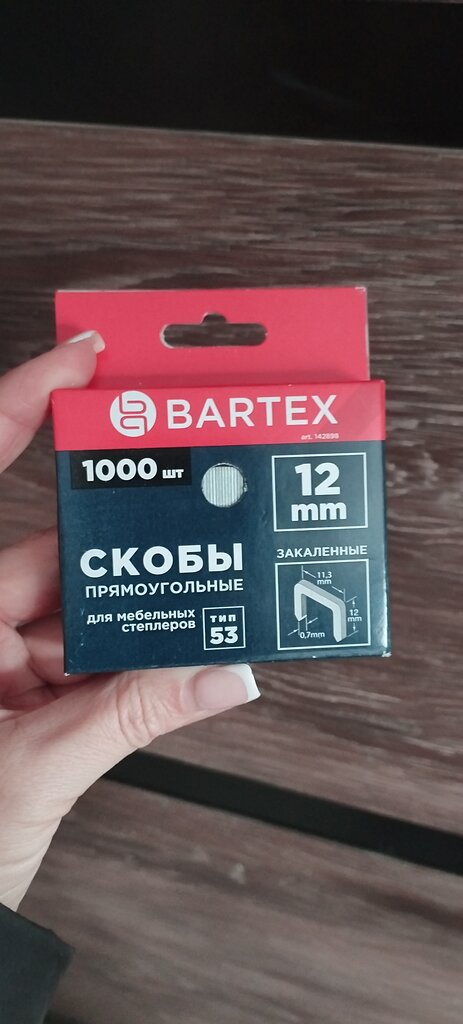 BARTEX
art. 142898
1000 шт
12
mm
СКОБЫ
ПРЯМОУГОЛЬНЫЕ
для мебельных
степлеров
ТИП
53
ЗАКАЛЕННЫЕ
11,3
mm
12
mm
0,7mm